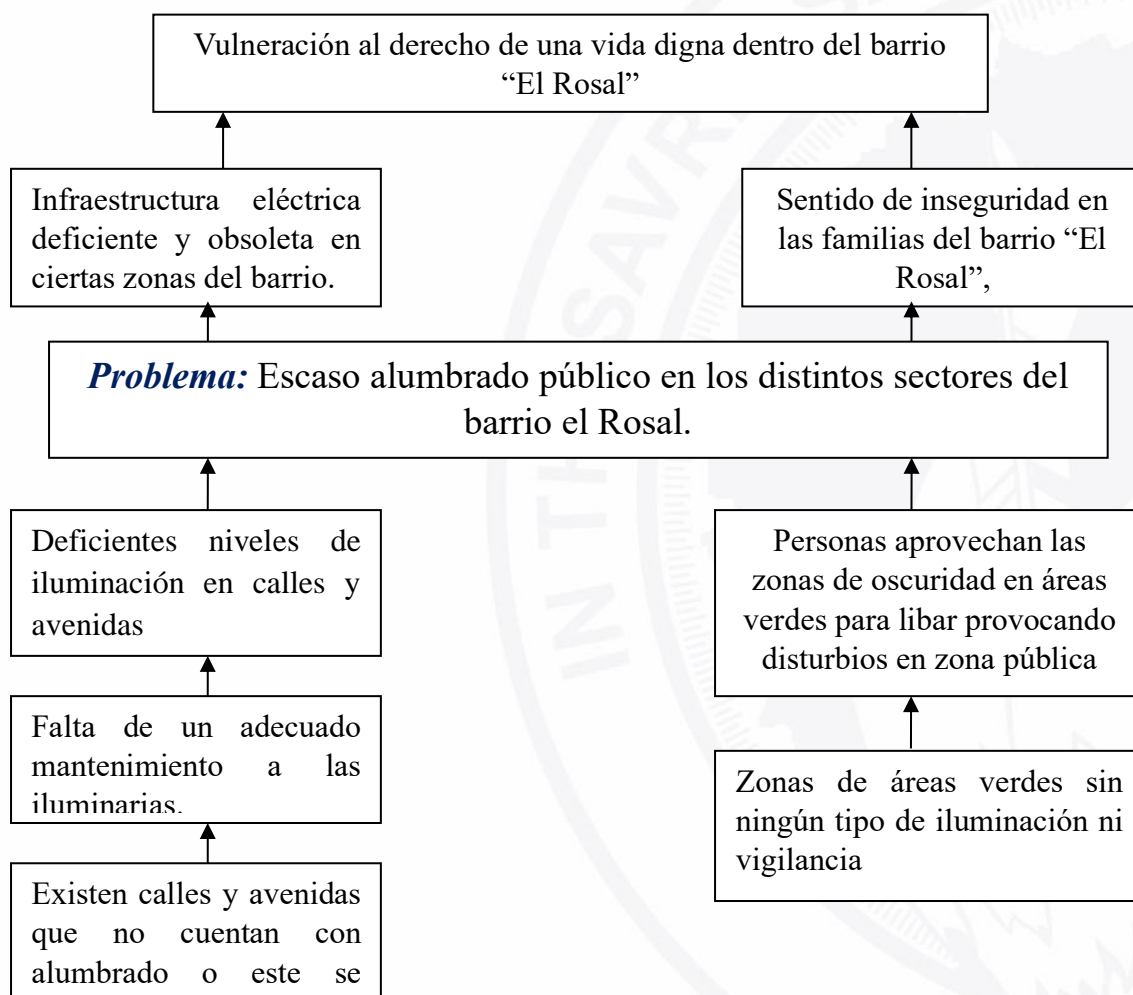 Vulneración al derecho de una vida digna dentro del barrio
“El Rosal”
Infraestructura eléctrica
deficiente y obsoleta en
ciertas zonas del barrio.
Sentido de inseguridad en
las familias del barrio “El
Rosal”,
Problema: Escaso alumbrado público en los distintos sectores del
barrio el Rosal.
Deficientes niveles de
iluminación en calles y
avenidas
Personas aprovechan las
zonas de oscuridad en áreas
verdes para libar provocando
disturbios en zona pública
Falta de un adecuado
mantenimiento a las
iluminarias.
Zonas de áreas verdes sin
ningún tipo de iluminación ni
vigilancia
Existen calles y avenidas
que no cuentan con
alumbrado o este se